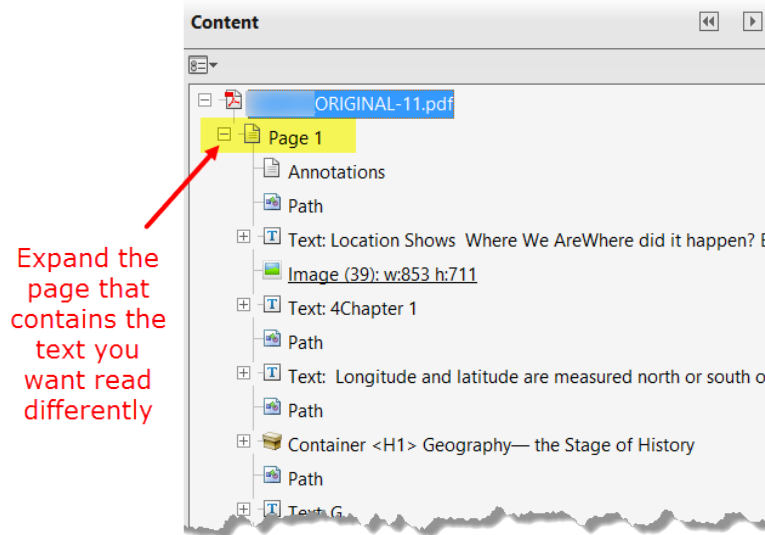 Content
ORIGINAL-11.pdf
Page 1
Annotations
Path
Text: Location Shows  Where We AreWhere did it happen?
Image (39): w:853 h:711
Text: 4Chapter 1
Path
Text:  Longitude and latitude are measured north or south
Path
Container <H1> Geography— the Stage of History
Path
Text: G
Expand the
page that
contains the
text you
want read
differently